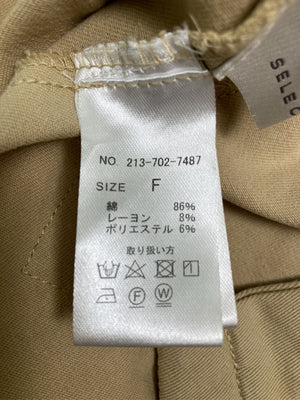 SELEC
NO. 213-702-7487
SIZE F
綿 86%
レーヨン 8%
ポリエステル 6%
取り扱い方
F W